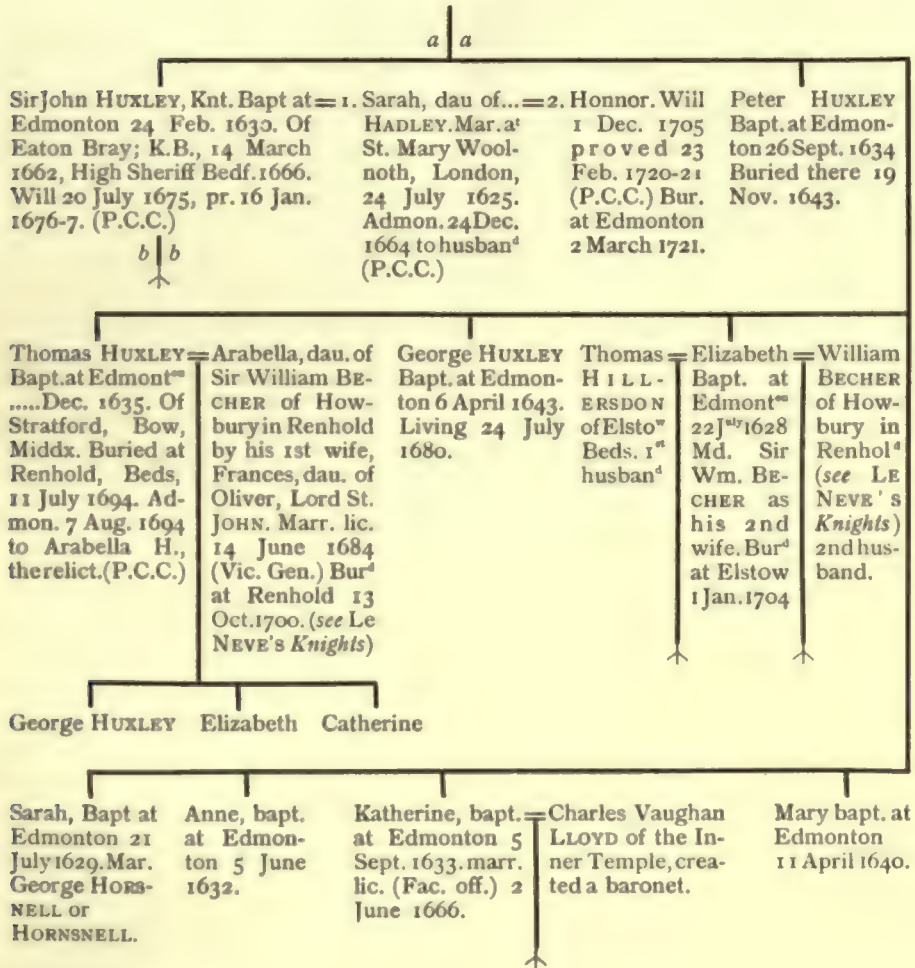 a a
Sir John HUXLEY, Knt. Bapt at
Edmonton 24 Feb. 1630. Of
Eaton Bray; K.B., 14 March
1662, High Sheriff Bedf. 1666.
Will 20 July 1675, pr. 16 Jan.
1676-7. (P.C.C.)
b b
= 1. Sarah, dau of...
HADLEY. Mar. at
St. Mary Wool-
noth, London,
24 July 1625.
Admon. 24 Dec.
1664 to husband
(P.C.C.)
= 2. Honnor. Will
1 Dec. 1705
proved 23
Feb. 1720-21
(P.C.C.) Bur.
at Edmonton
2 March 1721.
Peter HUXLEY
Bapt. at Edmon-
ton 26 Sept. 1634
Buried there 19
Nov. 1643.
Thomas HUXLEY
Bapt. at Edmont
.....Dec. 1635. Of
Stratford, Bow,
Middx. Buried at
Renhold, Beds,
11 July 1694. Ad-
mon. 7 Aug. 1694
to Arabella H.,
the relict. (P.C.C.)
= Arabella, dau. of
Sir William BE-
CHER of How-
bury in Renhold
by his 1st wife,
Frances, dau. of
Oliver, Lord St.
JOHN. Marr. lic.
14 June 1684
(Vic. Gen.) Burd
at Renhold 13
Oct. 1700. (see Le
NEVE'S Knights)
George HUXLEY
Bapt. at Edmon-
ton 6 April 1643.
Living 24 July
1680.
Thomas =
HILL-
ERSDON
of Elstow
Beds. 1st
husband
Elizabeth =
Bapt. at
Edmont
22 July 1628
Md. Sir
Wm. BE-
CHER as
his 2nd
wife. Burd
at Elstow
1 Jan. 1704
William
BECHER
of How-
bury in
Renhold
(see LE
NEVE'S
Knights)
2nd hus-
band.
George HUXLEY Elizabeth Catherine
Sarah, Bapt at
Edmonton 21
July 1629. Mar.
George HORS-
NELL or
HORNSNELL.
Anne, bapt.
at Edmon-
ton 5 June
1632.
Katherine, bapt. =
at Edmonton 5
Sept. 1633. marr.
lic. (Fac. off.) 2
June 1666.
Charles Vaughan
LLOYD of the In-
ner Temple, crea-
ted a baronet.
Mary bapt. at
Edmonton
11 April 1640.